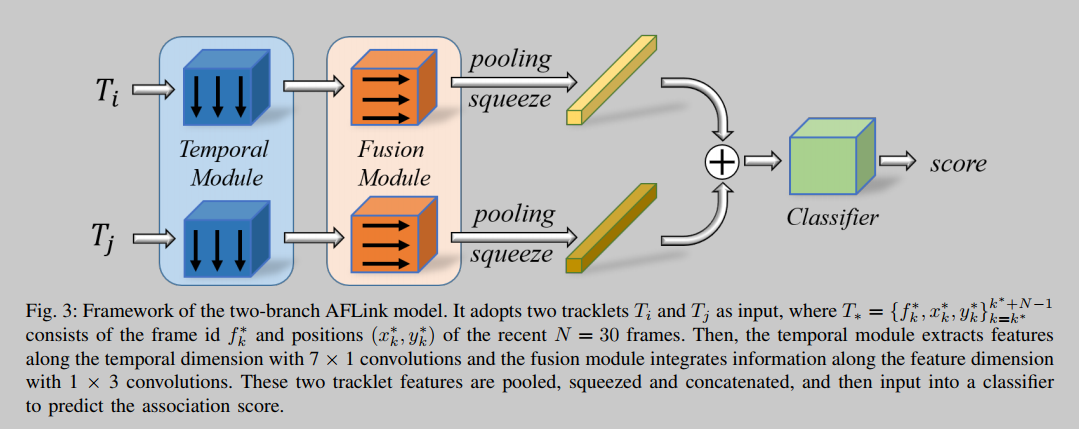 T_i
Temporal
Module
Fusion
Module
pooling
squeeze
+
Classifier
score
T_j
pooling
squeeze
Fig. 3: Framework of the two-branch AFLink model. It adopts two tracklets T_i and T_j as input, where T_* = {f_k^*, x_k^*, y_k^*}_{k=k^*}^{k^*+N−1}
consists of the frame id f_k^* and positions (x_k^*, y_k^*) of the recent N = 30 frames. Then, the temporal module extracts features
along the temporal dimension with 7 × 1 convolutions and the fusion module integrates information along the feature dimension
with 1 × 3 convolutions. These two tracklet features are pooled, squeezed and concatenated, and then input into a classifier
to predict the association score.